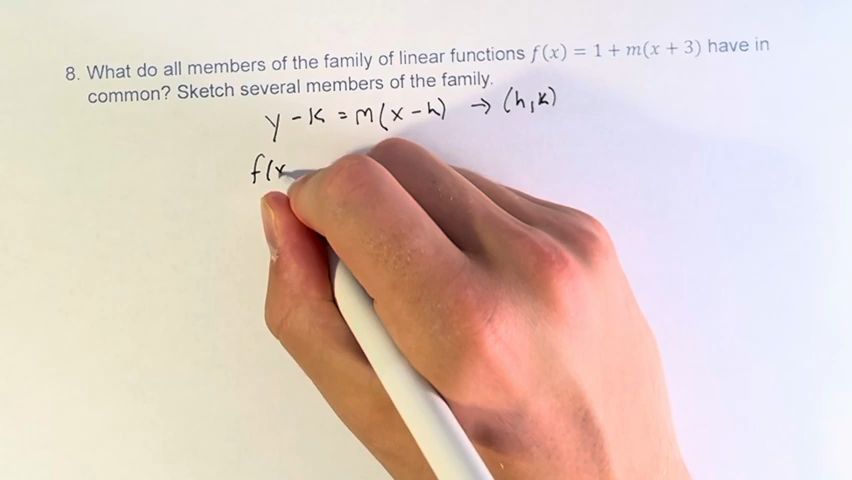 8. What do all members of the family of linear functions f(x) = 1 + m(x + 3) have in
common? Sketch several members of the family.
y - k = m(x - h) → (h, k)
f(x